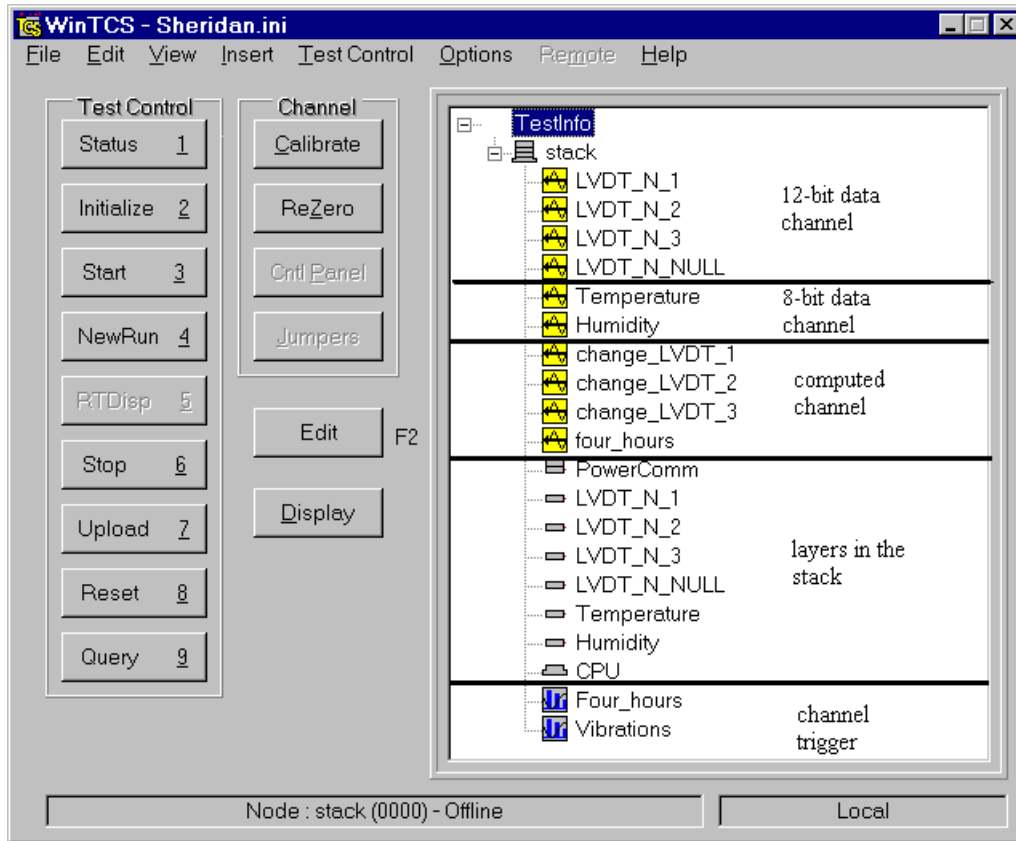 WinTCS - Sheridan.ini
File Edit View Insert Test Control Options Remote Help
Test Control
Status 1
Initialize 2
Start 3
NewRun 4
RTDisp 5
Stop 6
Upload 7
Reset 8
Query 9
Channel
Calibrate
ReZero
Cntl Panel
Jumpers
Edit F2
Display
TestInfo
stack
LVDT_N_1
LVDT_N_2
LVDT_N_3
LVDT_N_NULL
12-bit data
channel
Temperature
Humidity
8-bit data
channel
change_LVDT_1
change_LVDT_2
change_LVDT_3
four_hours
computed
channel
PowerComm
LVDT_N_1
LVDT_N_2
LVDT_N_3
LVDT_N_NULL
Temperature
Humidity
CPU
layers in the
stack
Four_hours
Vibrations
channel
trigger
Node : stack (0000) - Offline
Local